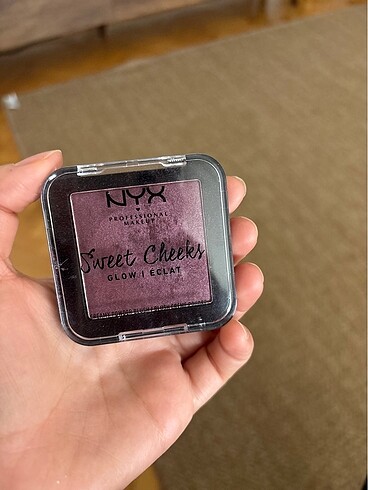 NYX
PROFESSIONAL
MAKEUP
Sweet Cheeks
GLOW | ÉCLAT